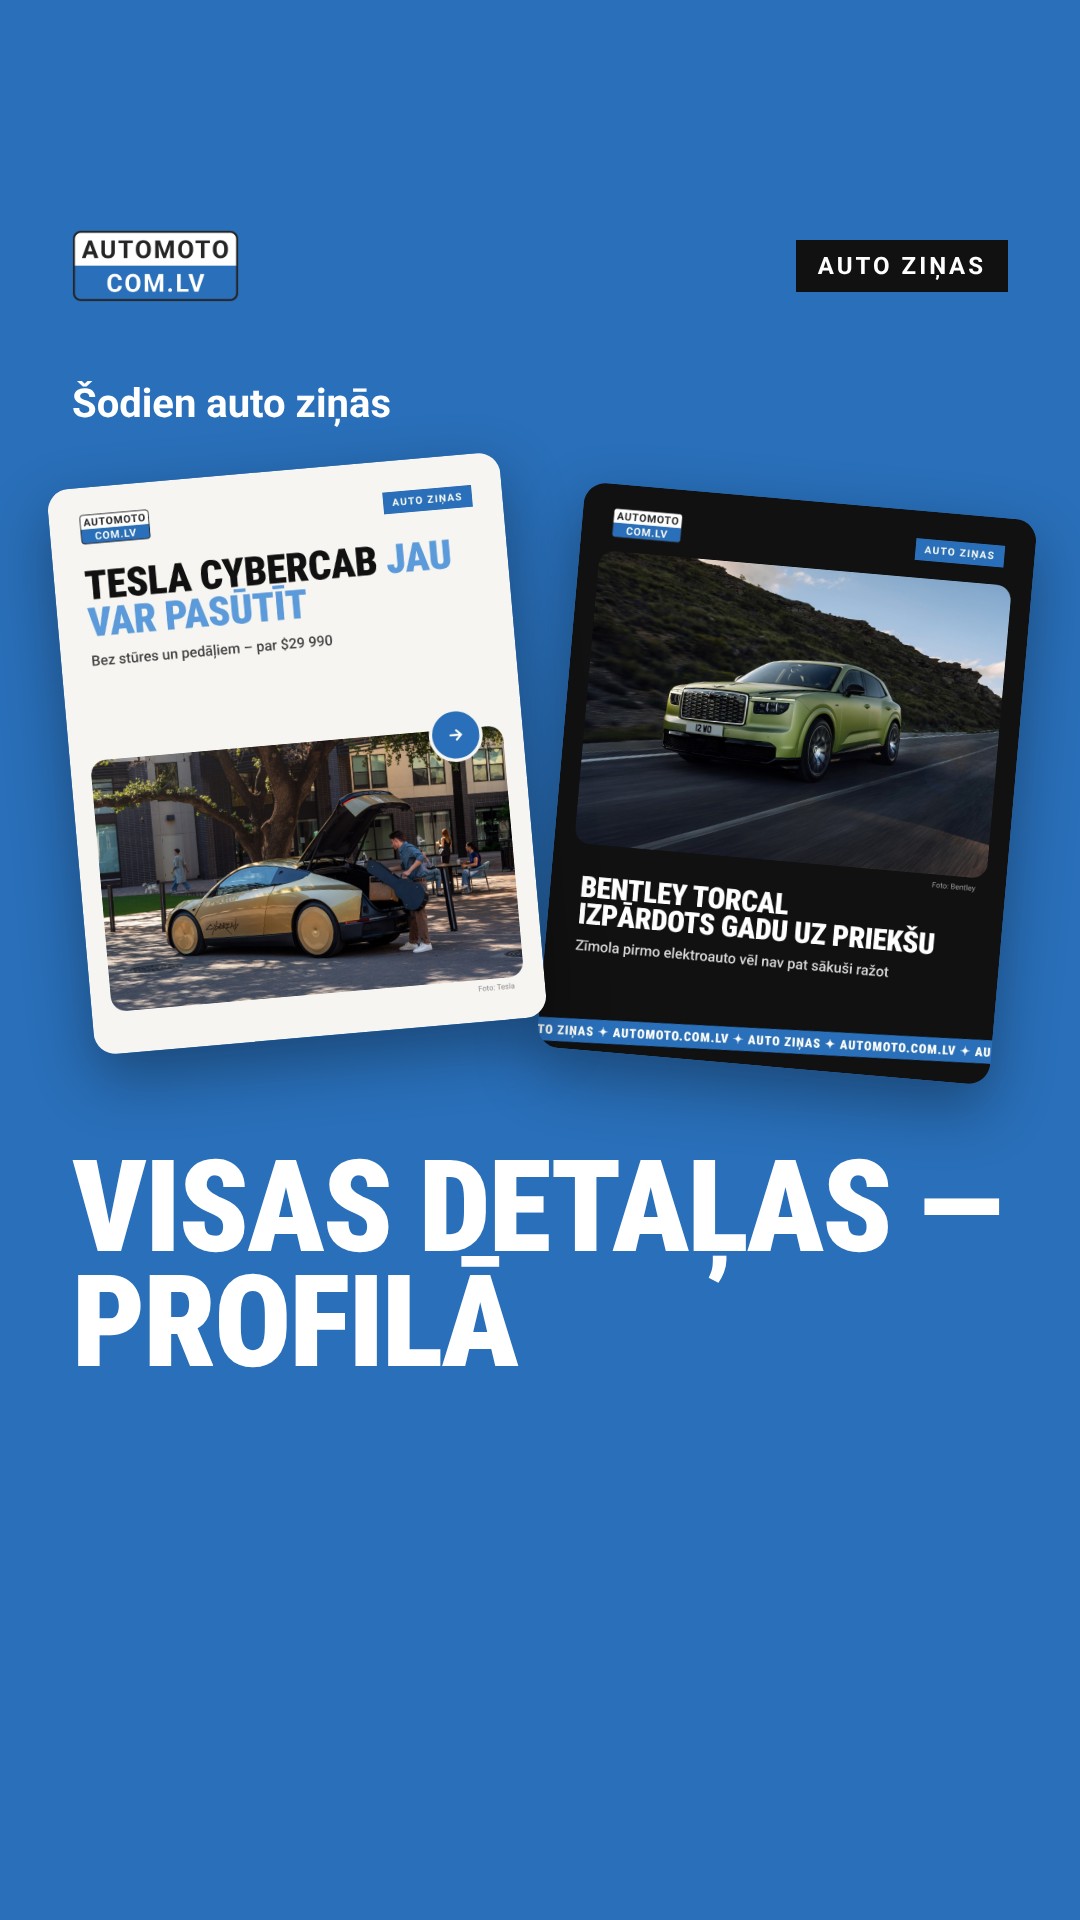 AUTOMOTO
COM.LV
AUTO ZIŅAS
Šodien auto ziņās
AUTOMOTO
COM.LV
AUTO ZIŅAS
TESLA CYBERCAB JAU
VAR PASŪTĪT
Bez stūres un pedāļiem – par $29 990
Foto: Tesla
AUTOMOTO
COM.LV
AUTO ZIŅAS
Foto: Bentley
BENTLEY TORCAL
IZPĀRDOTS GADU UZ PRIEKŠU
Zīmola pirmo elektroauto vēl nav pat sākuši ražot
TO ZIŅAS ✦ AUTOMOTO.COM.LV ✦ AUTO ZIŅAS ✦ AUTOMOTO.COM.LV ✦ AU
VISAS DETAĻAS —
PROFILĀ